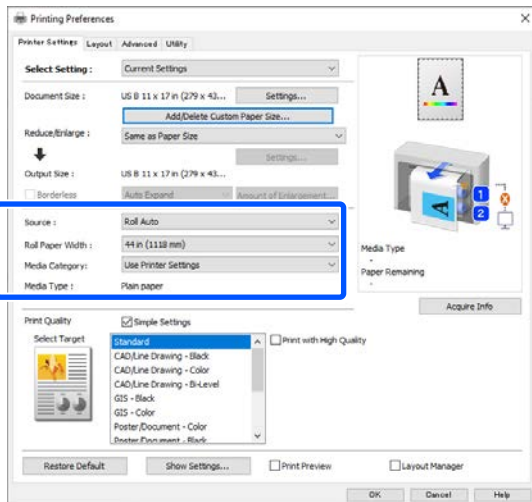 Printing Preferences
Printer Settings Layout Advanced Utility
Select Setting : Current Settings
Document Size : US B 11 x 17 in (279 x 43... Settings...
Add/Delete Custom Paper Size...
Reduce/Enlarge : Same as Paper Size
Settings...
Output Size : US B 11 x 17 in (279 x 43...
Borderless Auto Expand Amount of Enlargement...
Source : Roll Auto
Roll Paper Width : 44 in (1118 mm)
Media Category: Use Printer Settings
Media Type : Plain paper
A
A
1
2
Media Type
-
Paper Remaining
-
Acquire Info
Print Quality Simple Settings
Select Target
Standard
CAD/Line Drawing - Black
CAD/Line Drawing - Color
CAD/Line Drawing - Bi-Level
GIS - Black
GIS - Color
Poster/Document - Color
Poster/Document - Black
Print with High Quality
Restore Default Show Settings... Print Preview Layout Manager
OK Cancel Help